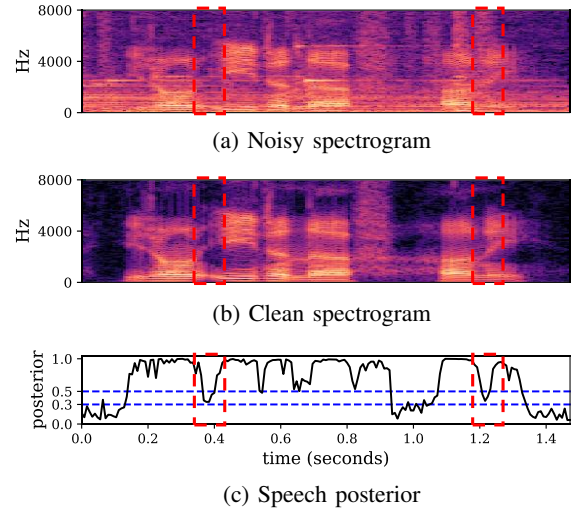 8000
4000
0
Hz
(a) Noisy spectrogram
8000
4000
0
Hz
(b) Clean spectrogram
1.0
0.5
0.3
0.0
posterior
0.0 0.2 0.4 0.6 0.8 1.0 1.2 1.4
time (seconds)
(c) Speech posterior